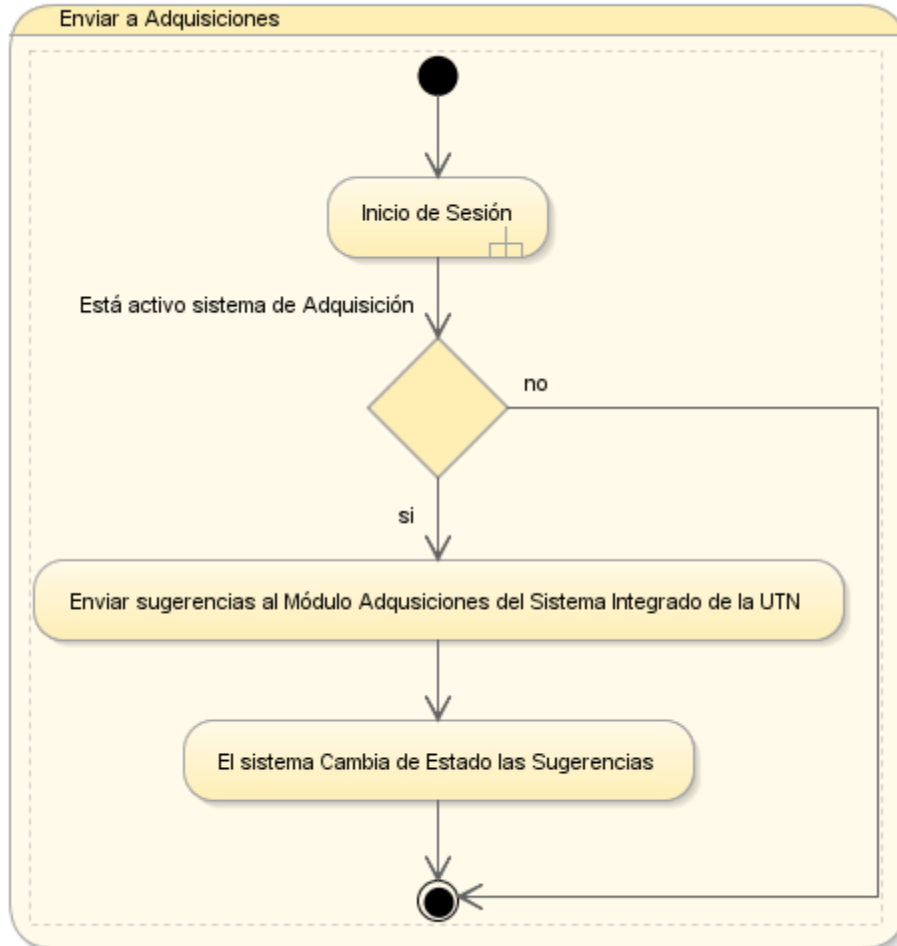 Enviar a Adquisiciones
Inicio de Sesión
Está activo sistema de Adquisición
no
si
Enviar sugerencias al Módulo Adqusiciones del Sistema Integrado de la UTN
El sistema Cambia de Estado las Sugerencias